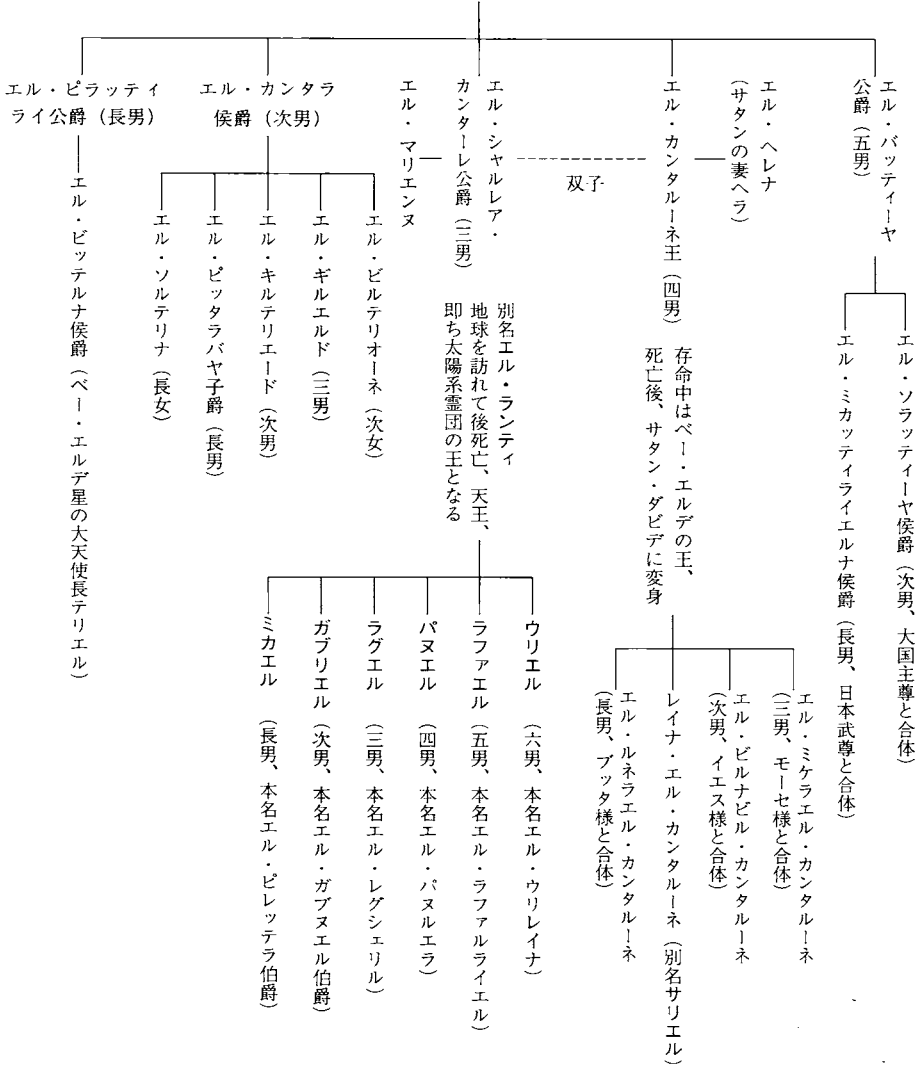 エル・ピラッティ
ライ公爵(長男)
エル・ビッテルナ侯爵(ベー・エルデ星の大天使長テリエル)
エル・カンタラ
侯爵(次男)
エル・ソルテリナ(長女)
エル・ピッタラバヤ子爵(長男)
エル・キルテリエード(次男)
エル・ギルエルド(三男)
エル・ビルテリオーネ(次女)
エル・マリエンヌ
エル・シャルレア・
カンターレ公爵(三男)
別名エル・ランティ
地球を訪れて後死亡、天王、
即ち太陽系霊団の王となる
ミカエル (長男、本名エル・ピレッテラ伯爵)
ガブリエル(次男、本名エル・ガブヌエル伯爵)
ラグエル (三男、本名エル・レグシェリル)
パヌエル (四男、本名エル・パヌルエラ)
ラファエル(五男、本名エル・ラファルライエル)
ウリエル (六男、本名エル・ウリレイナ)
双子
エル・カンタルーネ王(四男)
エル・ヘレナ
(サタンの妻ヘラ)
存命中はベー・エルデの王、
死亡後、サタン・ダビデに変身
エル・ルネラエル・カンタルーネ
(長男、ブッタ様と合体)
レイナ・エル・カンタルーネ(別名サリエル)
エル・ビルナビル・カンタルーネ
(次男、イエス様と合体)
エル・ミケラエル・カンタルーネ
(三男、モーセ様と合体)
エル・バッティーヤ
公爵(五男)
エル・ミカッティライエルナ侯爵(長男、日本武尊と合体)
エル・ソラッティーヤ侯爵(次男、大国主尊と合体)